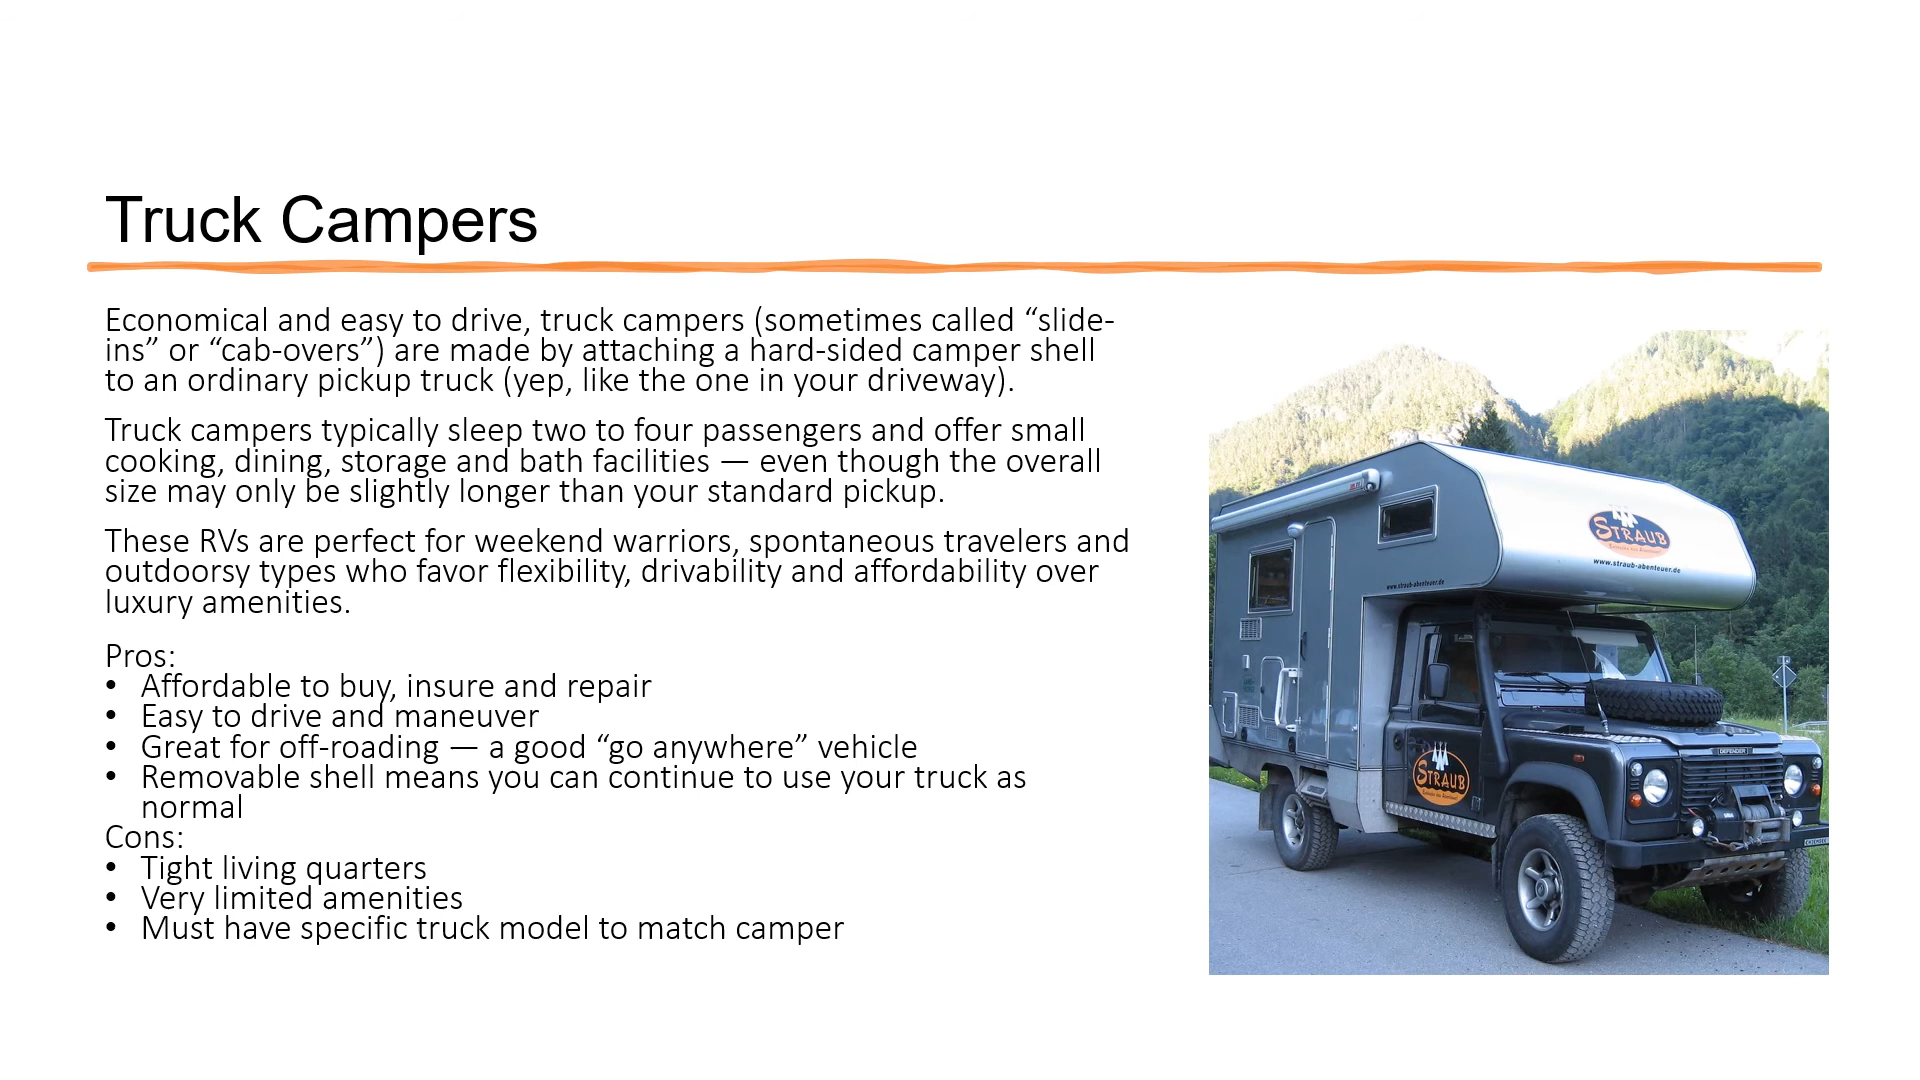 Truck Campers
Economical and easy to drive, truck campers (sometimes called “slide-
ins” or “cab-overs”) are made by attaching a hard-sided camper shell
to an ordinary pickup truck (yep, like the one in your driveway).
Truck campers typically sleep two to four passengers and offer small
cooking, dining, storage and bath facilities — even though the overall
size may only be slightly longer than your standard pickup.
These RVs are perfect for weekend warriors, spontaneous travelers and
outdoorsy types who favor flexibility, drivability and affordability over
luxury amenities.
Pros:
• Affordable to buy, insure and repair
• Easy to drive and maneuver
• Great for off-roading — a good “go anywhere” vehicle
• Removable shell means you can continue to use your truck as
normal
Cons:
• Tight living quarters
• Very limited amenities
• Must have specific truck model to match camper
STRAUB
www.straub-abenteuer.de
www.straub-abenteuer.de
DEFENDER
STRAUB